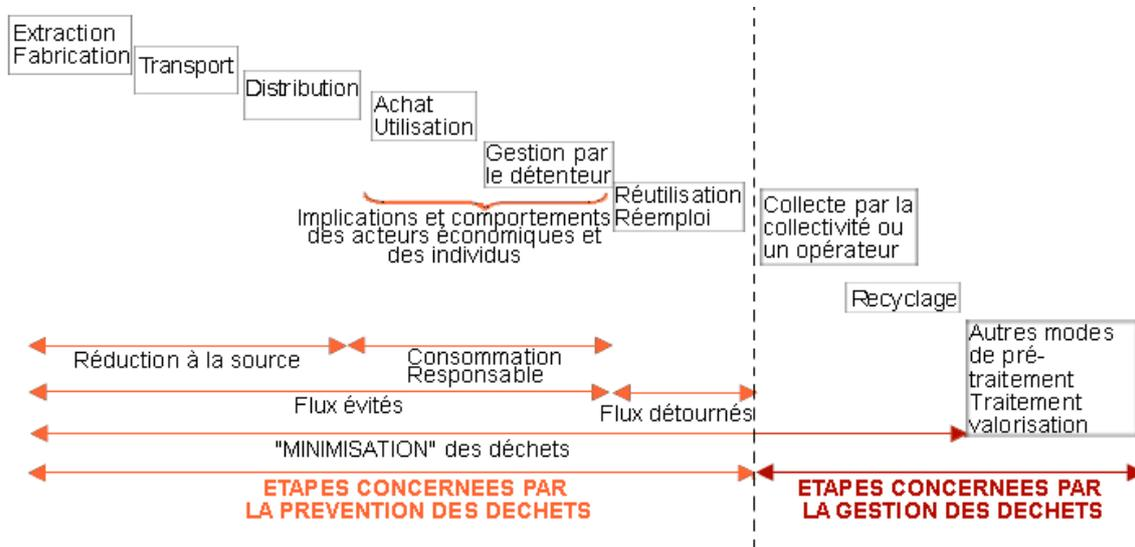 Extraction
Fabrication
Transport
Distribution
Achat
Utilisation
Gestion par
le détenteur
Réutilisation
Réemploi
Implications et comportements
des acteurs économiques et
des individus
Collecte par la
collectivité ou
un opérateur
Recyclage
Autres modes
de pré-
traitement
Traitement
valorisation
Réduction à la source
Consommation
Responsable
Flux évités
Flux détournés
"MINIMISATION" des déchets
ETAPES CONCERNEES PAR
LA PREVENTION DES DECHETS
ETAPES CONCERNEES PAR
LA GESTION DES DECHETS